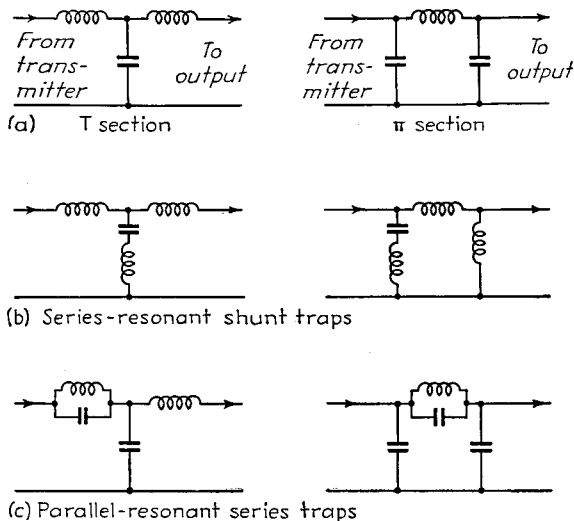 From
trans-
mitter
To
output
From
trans-
mitter
To
output
(a) T section
π section
(b) Series-resonant shunt traps
(c) Parallel-resonant series traps